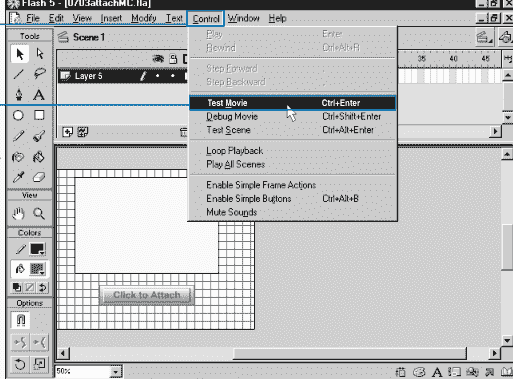 Flash 5 - [0703attachMC.fla]
File Edit View Insert Modify Text Control Window Help
Tools
Scene 1
Play Enter
Rewind Ctrl+Alt+R
Step Forward .
Step Backward ,
35 40 45
Layer 5
Test Movie Ctrl+Enter
Debug Movie Ctrl+Shift+Enter
Test Scene Ctrl+Alt+Enter
Loop Playback
Play All Scenes
Enable Simple Frame Actions
Enable Simple Buttons Ctrl+Alt+B
Mute Sounds
View
Colors
Click to Attach
Options
50%